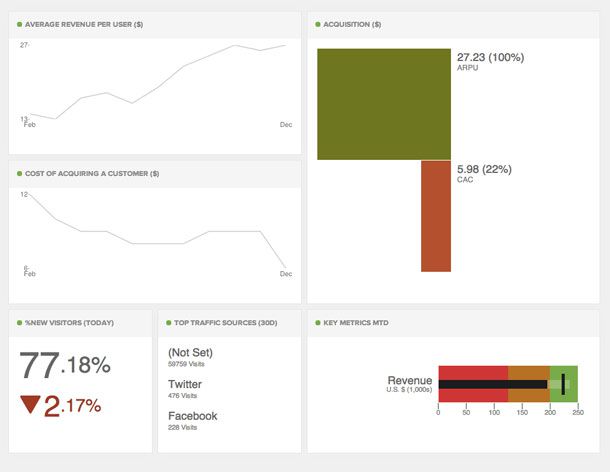 AVERAGE REVENUE PER USER ($)
27
13
Feb
Dec
ACQUISITION ($)
27.23 (100%)
ARPU
5.98 (22%)
CAC
COST OF ACQUIRING A CUSTOMER ($)
12
6
Feb
Dec
%NEW VISITORS (TODAY)
77.18%
2.17%
TOP TRAFFIC SOURCES (30D)
(Not Set)
59759 Visits
Twitter
476 Visits
Facebook
228 Visits
KEY METRICS MTD
Revenue
U.S. $ (1,000s)
0 50 100 150 200 250